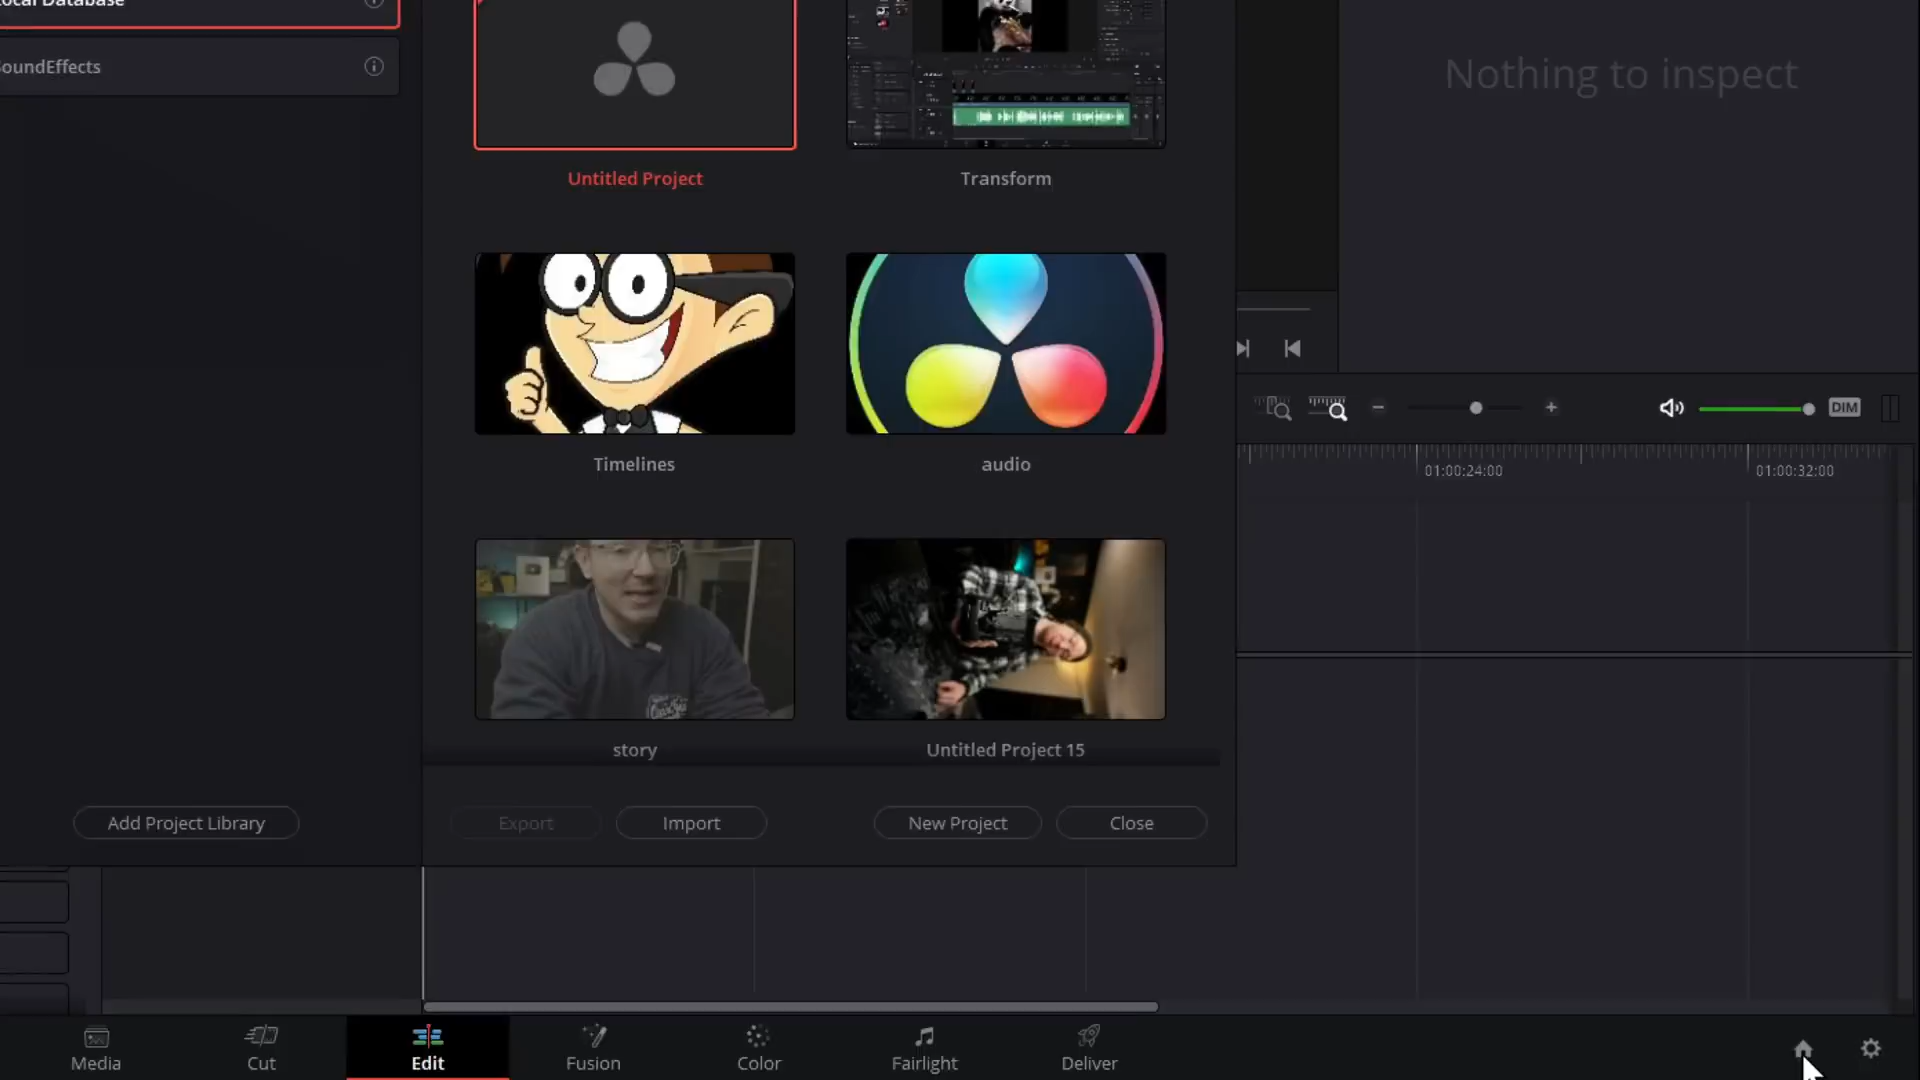 ocal Database
SoundEffects
Nothing to inspect
Untitled Project
Transform
Timelines
audio
DIM
01:00:24:00
01:00:32:00
story
Untitled Project 15
Add Project Library
Export
Import
New Project
Close
Media
Cut
Edit
Fusion
Color
Fairlight
Deliver